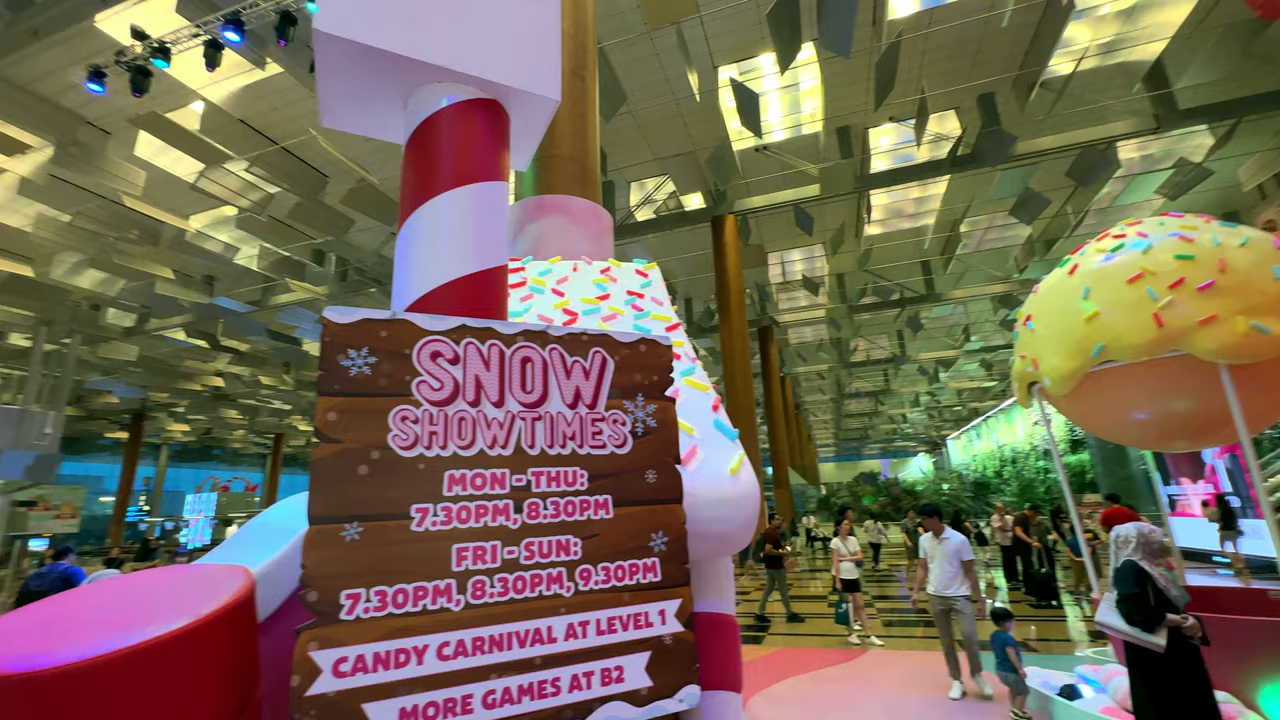 SNOW
SHOWTIMES
MON - THU:
7.30PM, 8.30PM
FRI - SUN:
7.30PM, 8.30PM, 9.30PM
CANDY CARNIVAL AT LEVEL 1
MORE GAMES AT B2